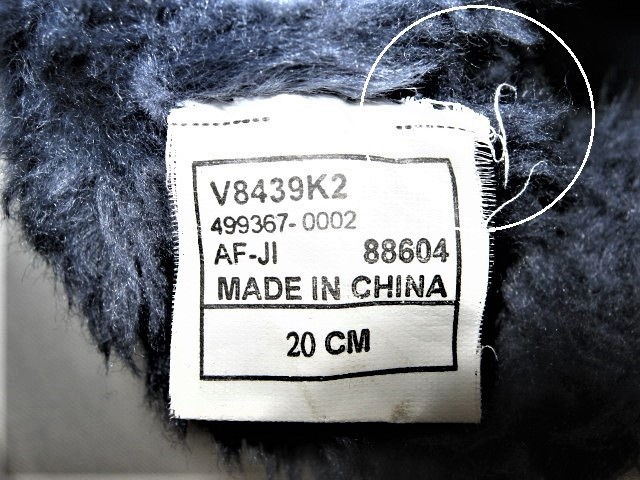 V8439K2
499367-0002
AF-JI 88604
MADE IN CHINA
20 CM